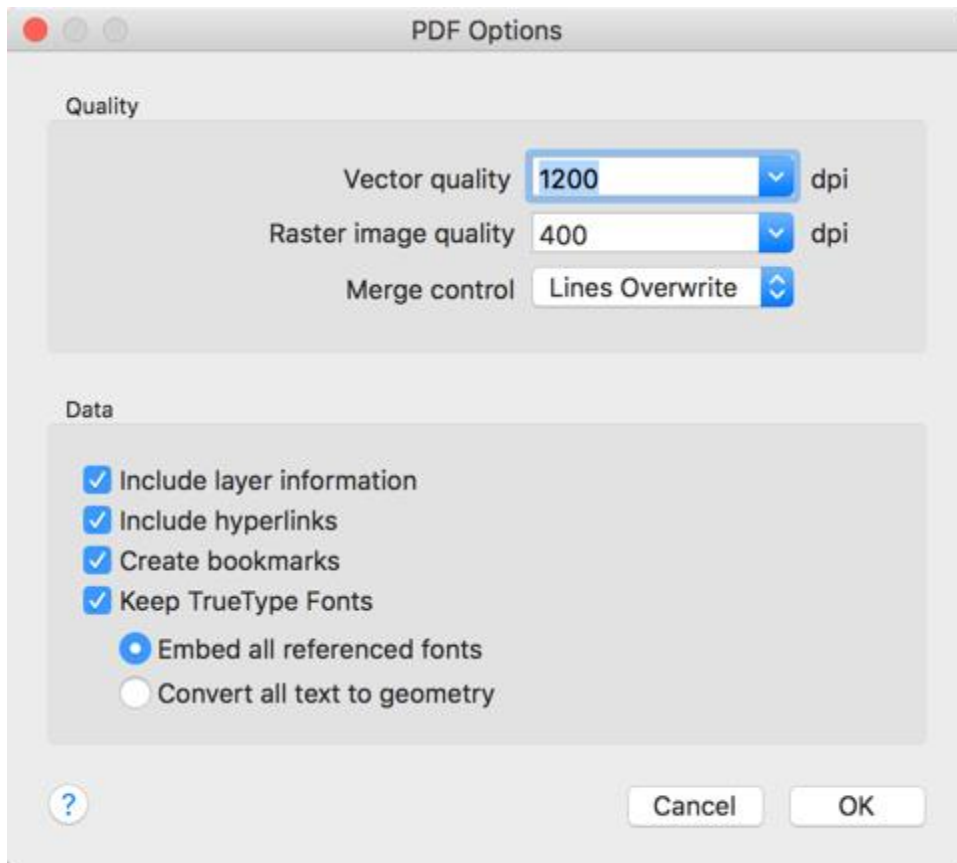 PDF Options
Quality
Vector quality 1200 dpi
Raster image quality 400 dpi
Merge control Lines Overwrite
Data
Include layer information
Include hyperlinks
Create bookmarks
Keep TrueType Fonts
Embed all referenced fonts
Convert all text to geometry
? Cancel OK